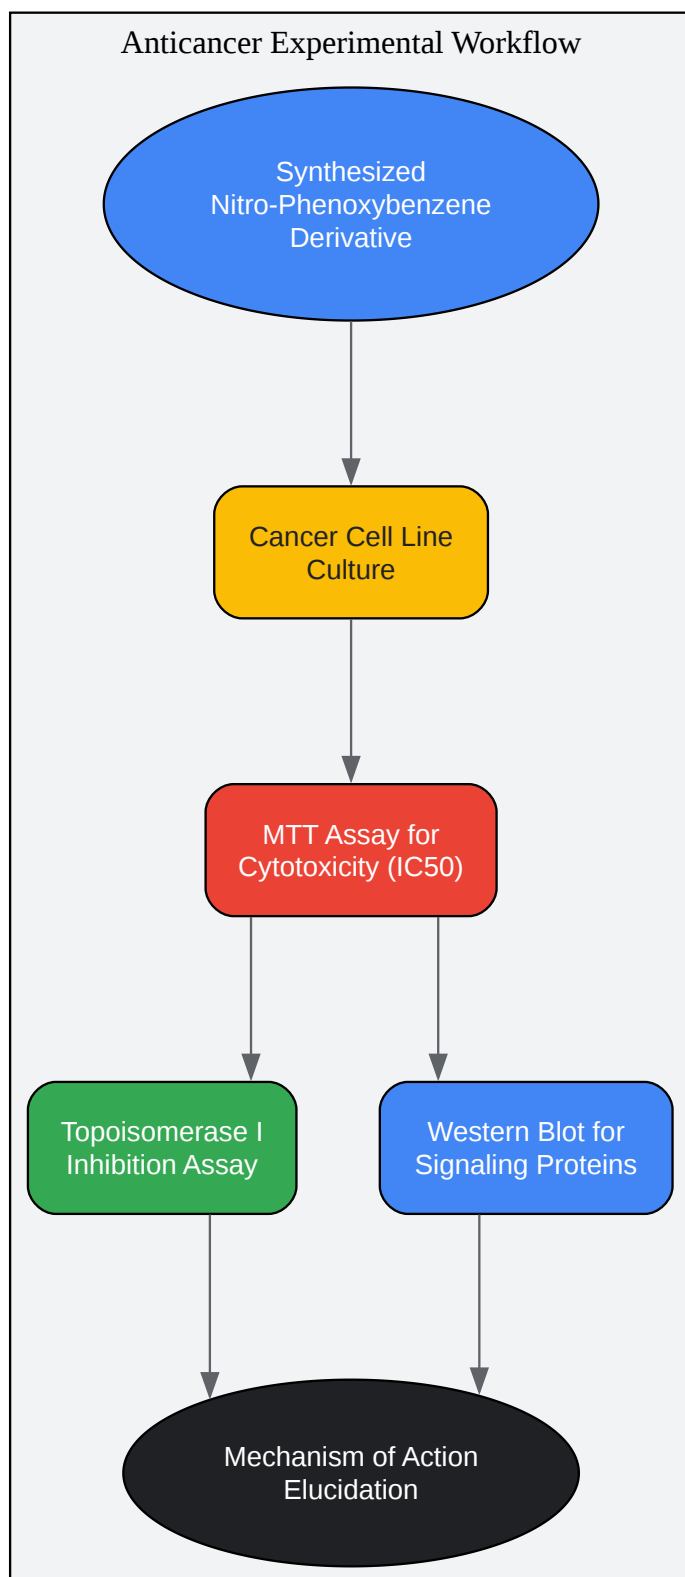 Anticancer Experimental Workflow
Synthesized
Nitro-Phenoxybenzene
Derivative
Cancer Cell Line
Culture
MTT Assay for
Cytotoxicity (IC50)
Topoisomerase I
Inhibition Assay
Western Blot for
Signaling Proteins
Mechanism of Action
Elucidation